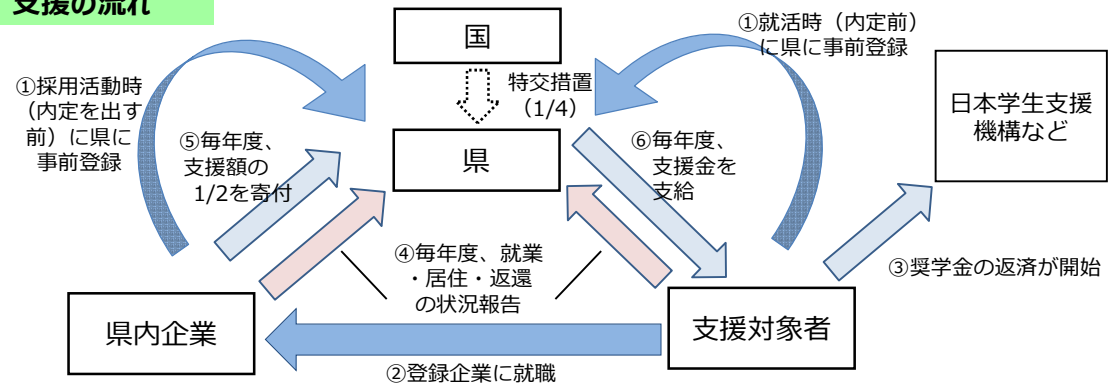 支援の流れ
国
特交措置
（1/4）
①就活時（内定前）
に県に事前登録
①採用活動時
（内定を出す
前）に県に
事前登録
⑤毎年度、
支援額の
1/2を寄付
県
⑥毎年度、
支援金を
支給
日本学生支援
機構など
④毎年度、就業
・居住・返還
の状況報告
③奨学金の返済が開始
県内企業
支援対象者
②登録企業に就職